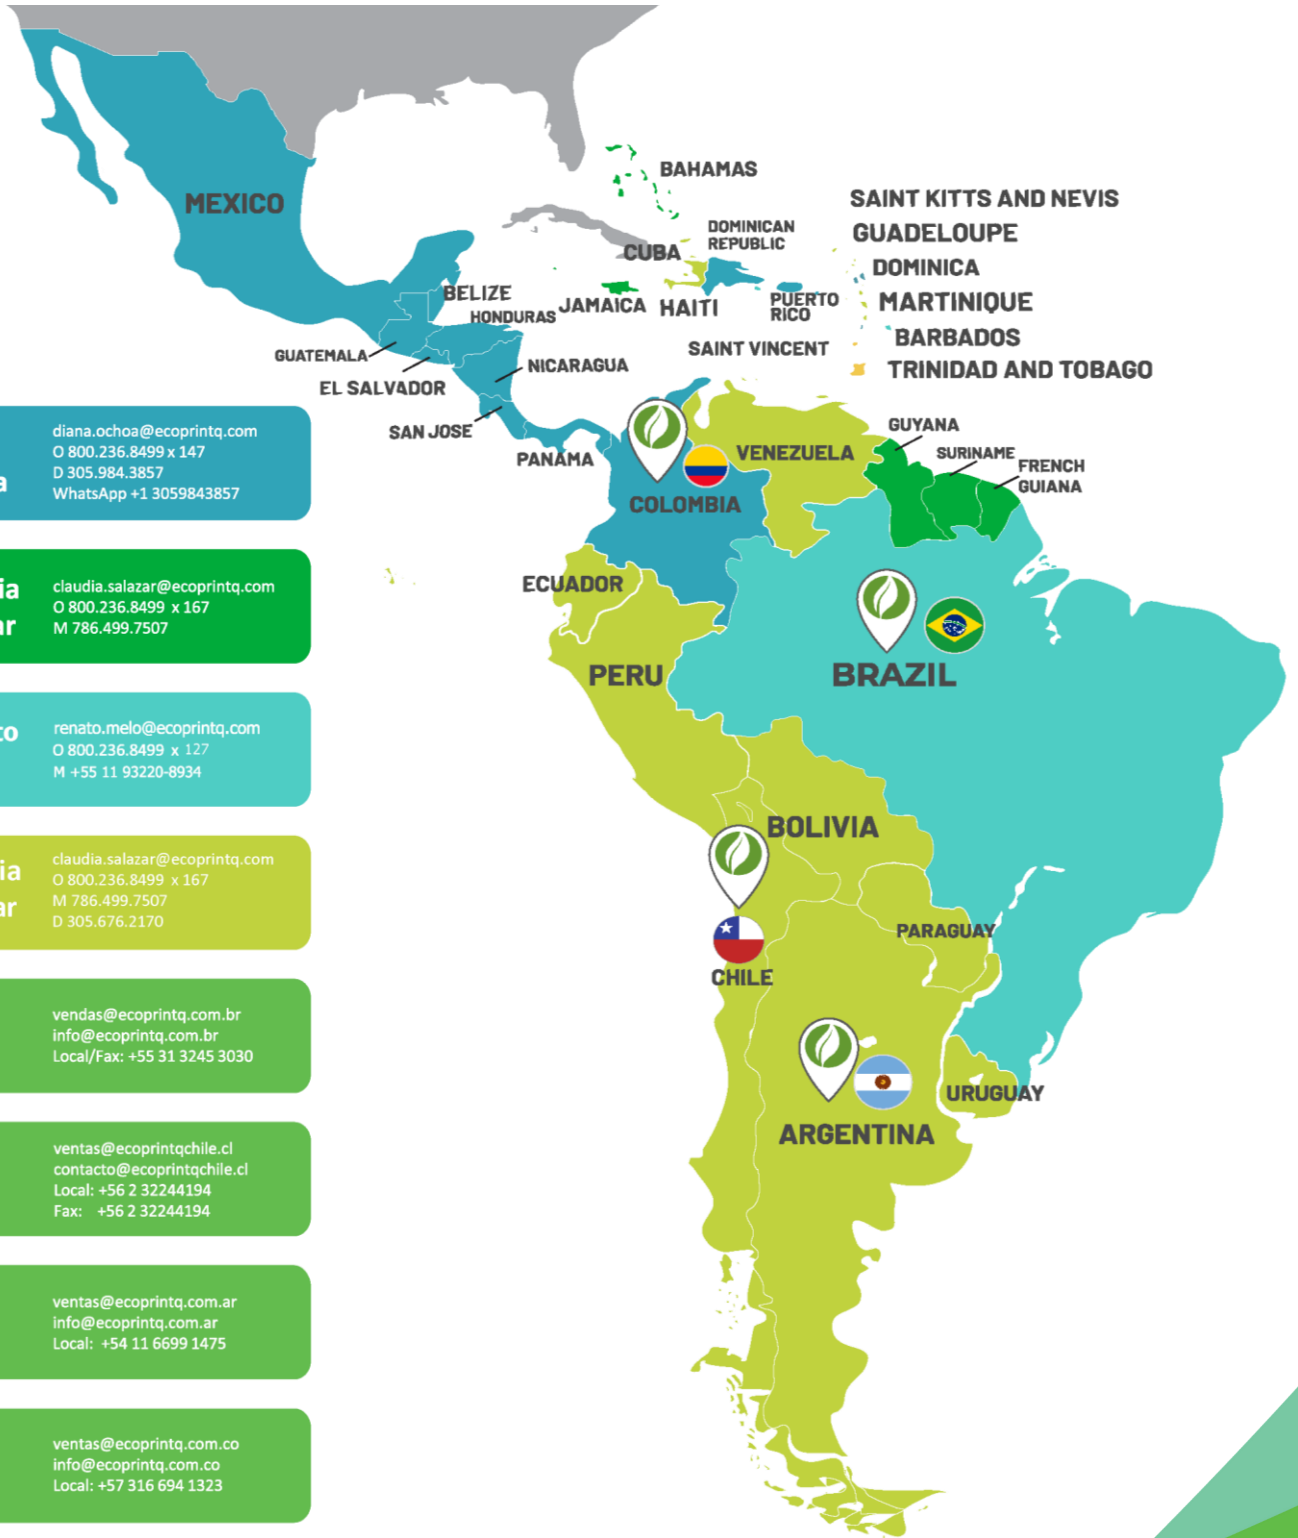 MEXICO
BAHAMAS
SAINT KITTS AND NEVIS
GUADELOUPE
DOMINICAN
REPUBLIC
CUBA
DOMINICA
BELIZE
JAMAICA
HAITI
PUERTO
RICO
MARTINIQUE
HONDURAS
BARBADOS
GUATEMALA
SAINT VINCENT
NICARAGUA
TRINIDAD AND TOBAGO
EL SALVADOR
SAN JOSE
PANAMA
VENEZUELA
GUYANA
SURINAME
FRENCH
GUIANA
COLOMBIA
ECUADOR
PERU
BRAZIL
BOLIVIA
PARAGUAY
CHILE
URUGUAY
ARGENTINA
a
diana.ochoa@ecoprintq.com
O 800.236.8499 x 147
D 305.984.3857
WhatsApp +1 3059843857
ia
ar
claudia.salazar@ecoprintq.com
O 800.236.8499 x 167
M 786.499.7507
to
renato.melo@ecoprintq.com
O 800.236.8499 x 127
M +55 11 93220-8934
ia
ar
claudia.salazar@ecoprintq.com
O 800.236.8499 x 167
M 786.499.7507
D 305.676.2170
vendas@ecoprintq.com.br
info@ecoprintq.com.br
Local/Fax: +55 31 3245 3030
ventas@ecoprintqchile.cl
contacto@ecoprintqchile.cl
Local: +56 2 32244194
Fax: +56 2 32244194
ventas@ecoprintq.com.ar
info@ecoprintq.com.ar
Local: +54 11 6699 1475
ventas@ecoprintq.com.co
info@ecoprintq.com.co
Local: +57 316 694 1323